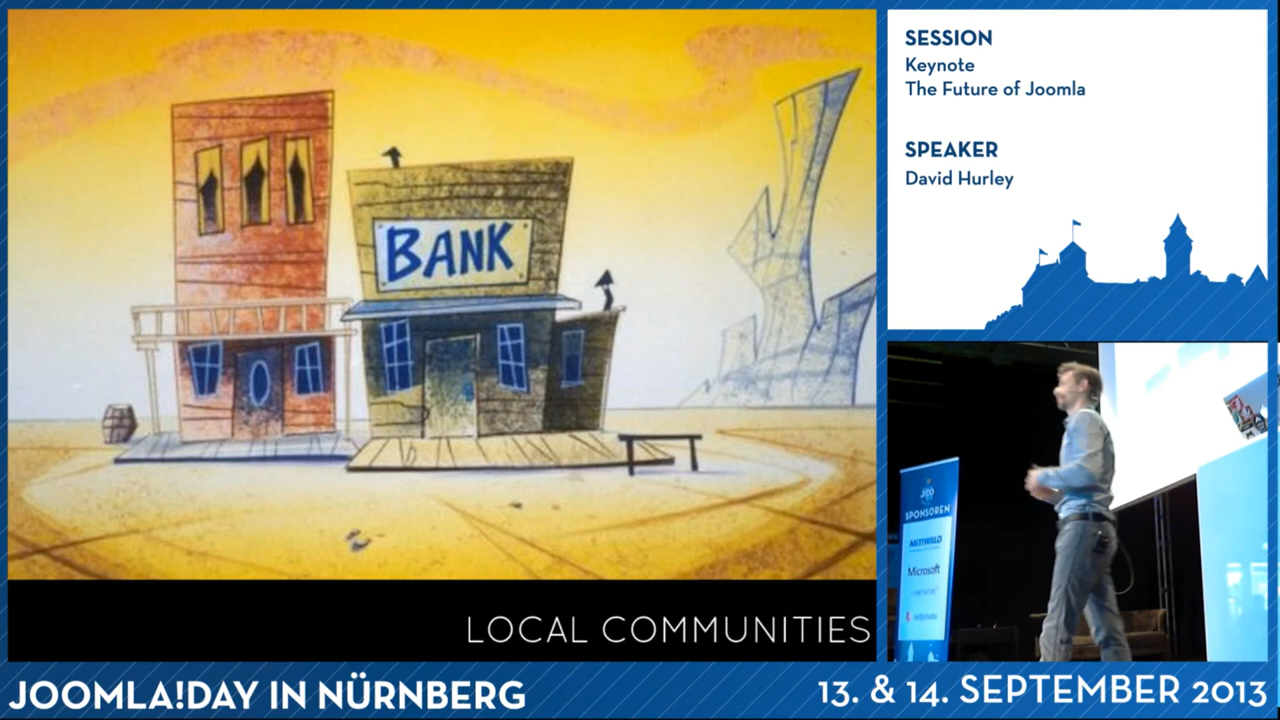 BANK
LOCAL COMMUNITIES
SESSION
Keynote
The Future of Joomla
SPEAKER
David Hurley
SPONSOREN
MITTWALD
Microsoft
JOOMLA!DAY IN NÜRNBERG
13. & 14. SEPTEMBER 2013